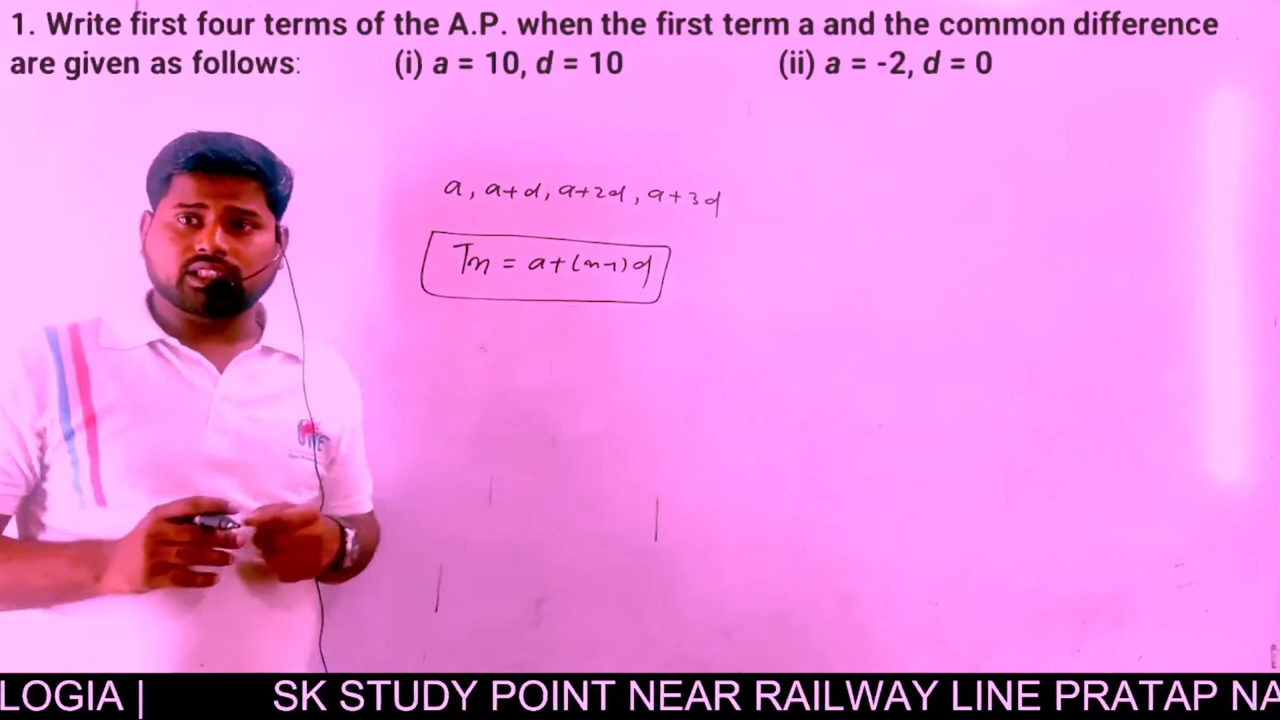 1. Write first four terms of the A.P. when the first term a and the common difference
are given as follows: (i) a = 10, d = 10 (ii) a = -2, d = 0
a, a+d, a+2d, a+3d
Tn = a+(n-1)d
LOGIA | SK STUDY POINT NEAR RAILWAY LINE PRATAP NA